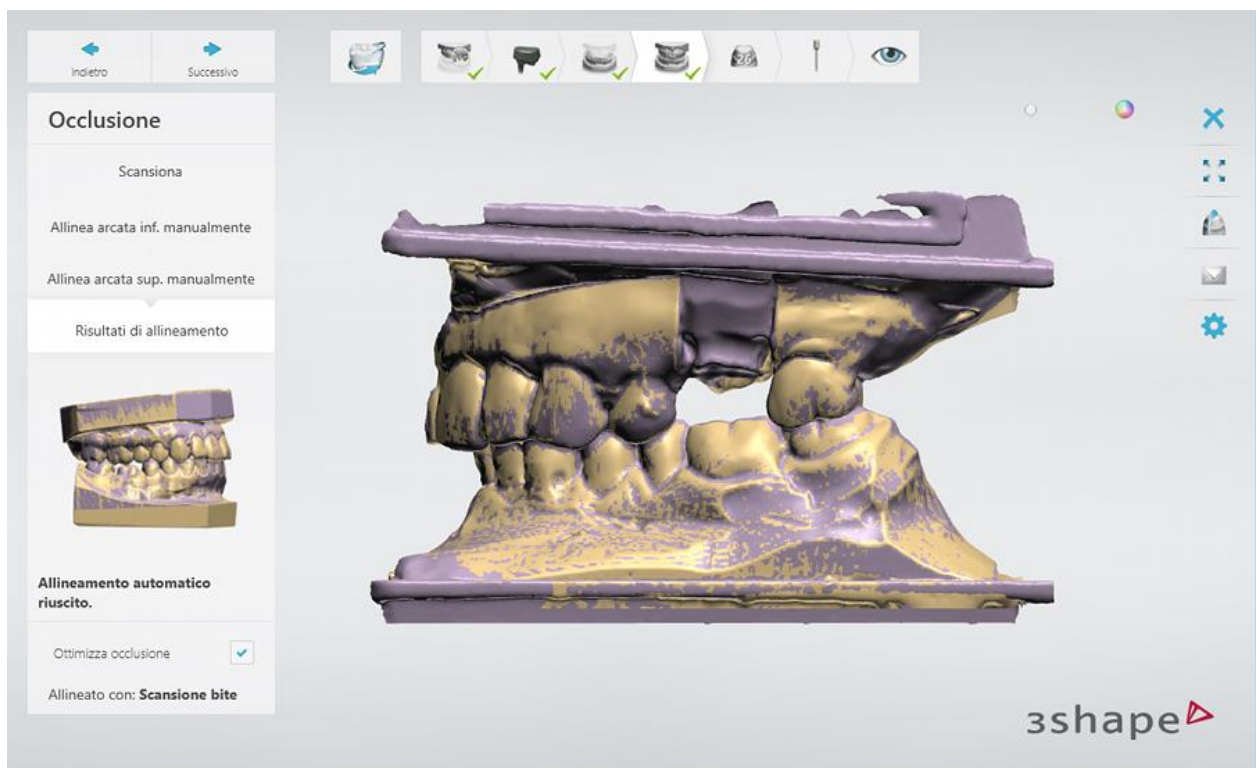 Indietro
Successivo
26
Occlusione
Scansiona
Allinea arcata inf. manualmente
Allinea arcata sup. manualmente
Risultati di allineamento
Allineamento automatico
riuscito.
Ottimizza occlusione
Allineato con: Scansione bite
3shape